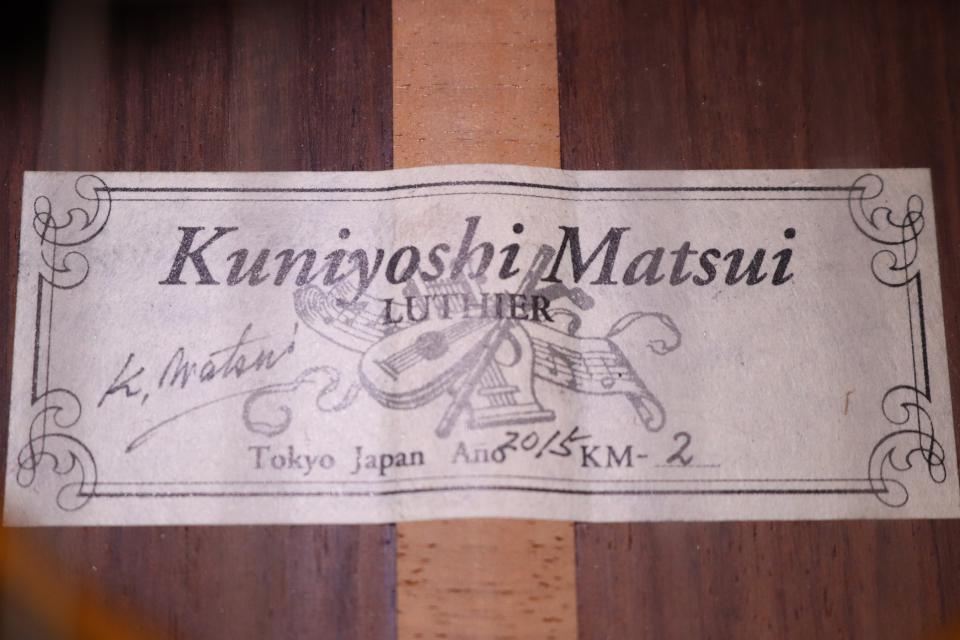 Kuniyoshi Matsui
LUTHIER
K. Matsui
Tokyo Japan Año 2015 KM-2